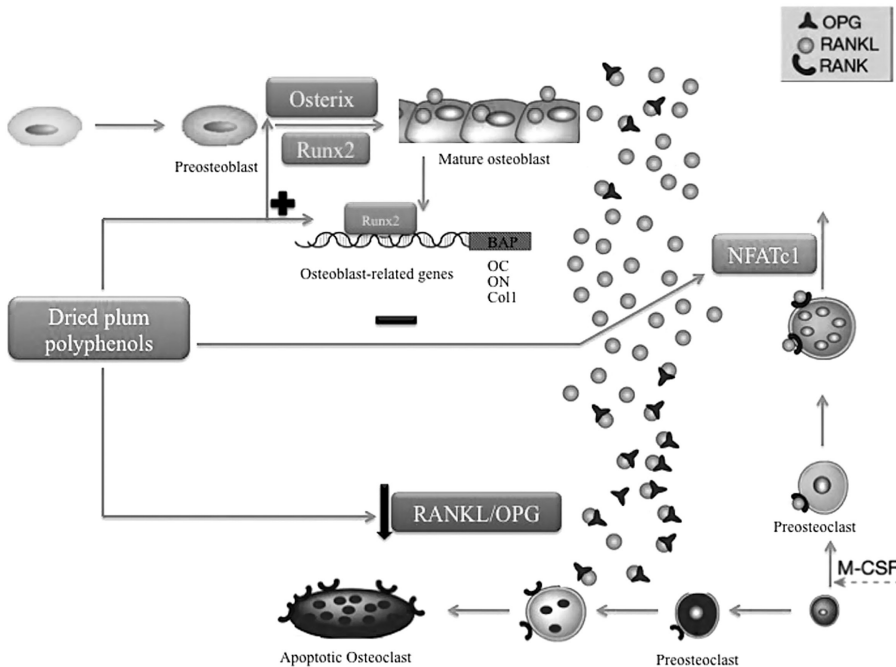 OPG
RANKL
RANK
Osterix
Preosteoblast
Runx2
Mature osteoblast
Runx2
BAP
Osteoblast-related genes
OC
ON
Col1
NFATc1
Dried plum
polyphenols
RANKL/OPG
Preosteoclast
M-CSF
Apoptotic Osteoclast
Preosteoclast